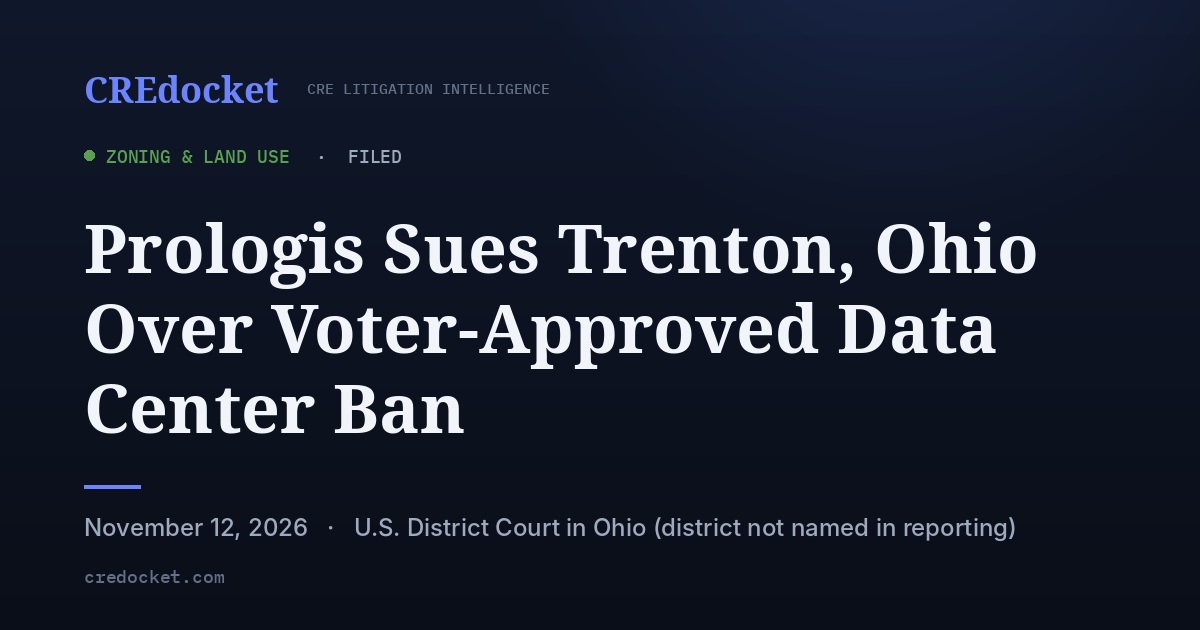 CREdocket CRE LITIGATION INTELLIGENCE
ZONING & LAND USE · FILED
Prologis Sues Trenton, Ohio
Over Voter-Approved Data
Center Ban
November 12, 2026 · U.S. District Court in Ohio (district not named in reporting)
credocket.com